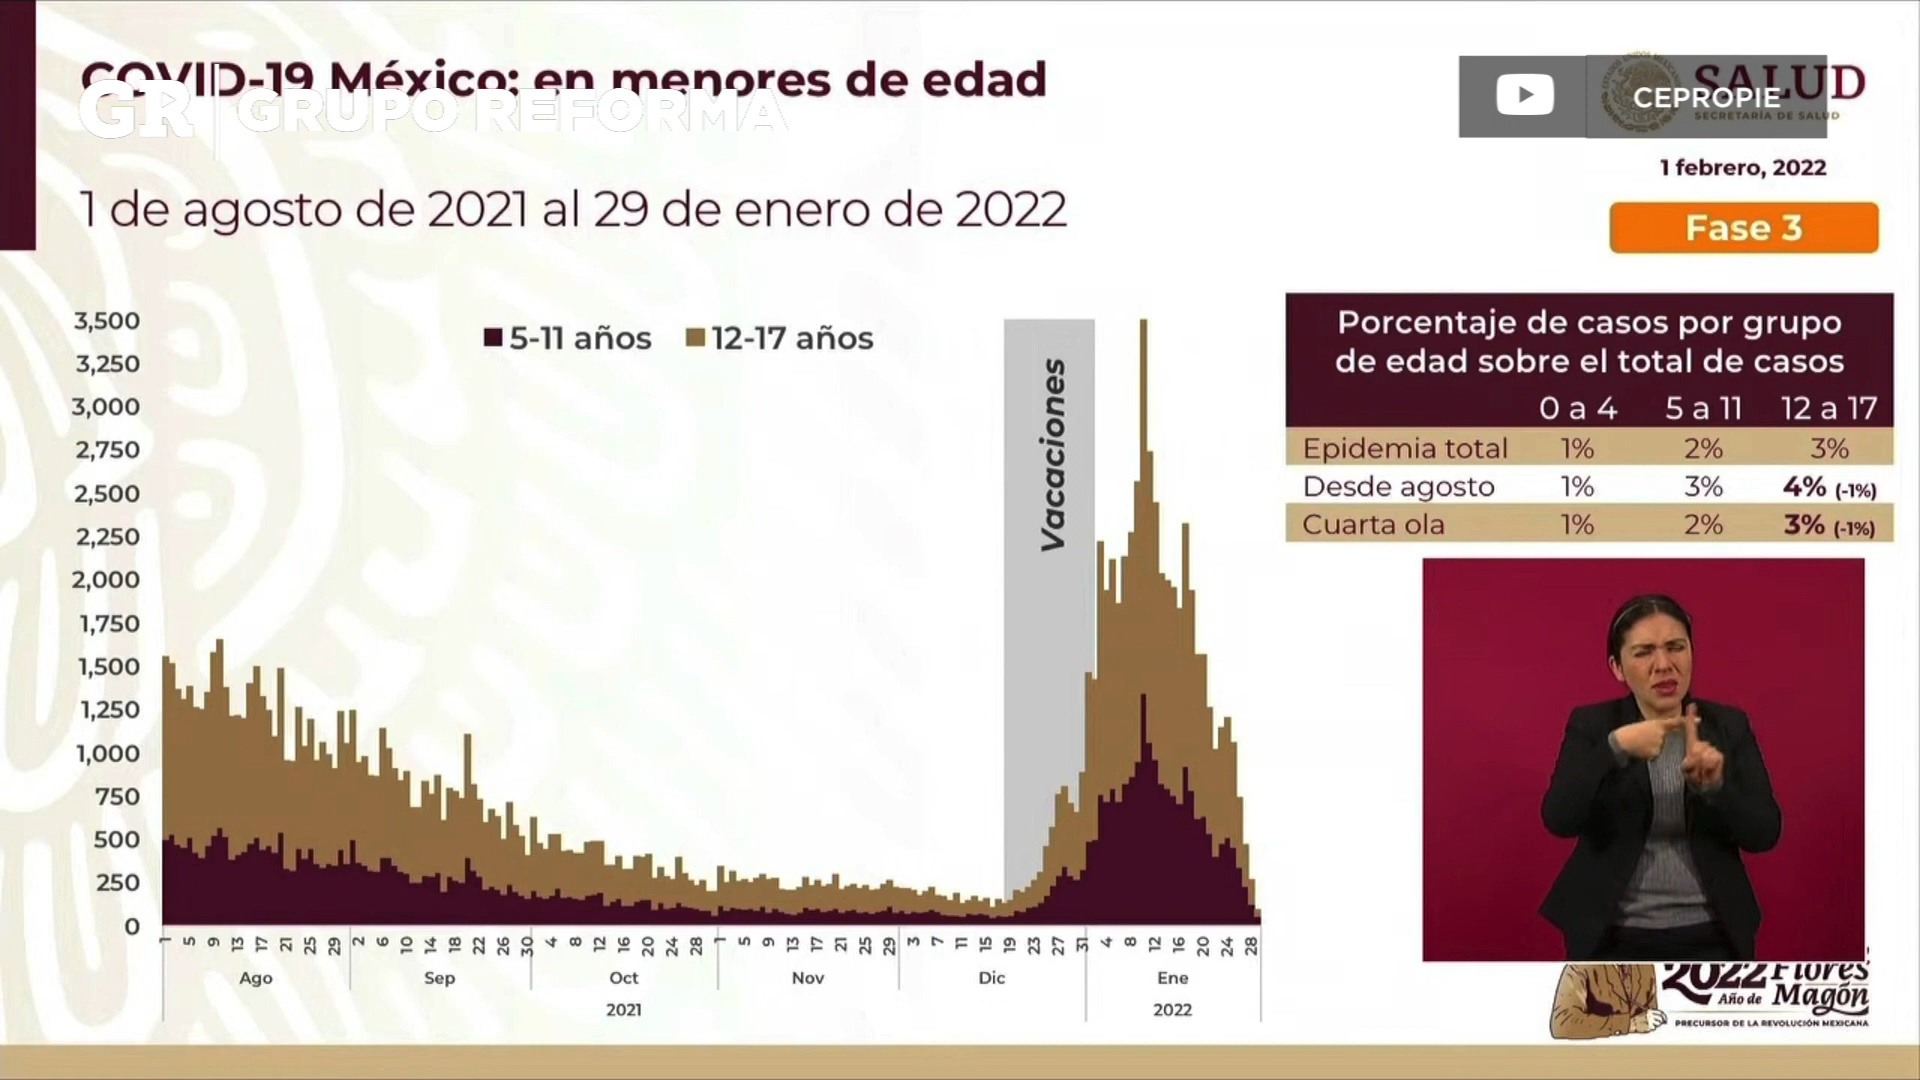 COVID-19 México: en menores de edad
GR | GRUPO REFORMA
1 de agosto de 2021 al 29 de enero de 2022
SALUD
CEPROPIE
SECRETARÍA DE SALUD
1 febrero, 2022
Fase 3
3,500
3,250
3,000
2,750
2,500
2,250
2,000
1,750
1,500
1,250
1,000
750
500
250
0
5-11 años 12-17 años
Vacaciones
1 5 9 13 17 21 25 29 2 6 10 14 18 22 26 30 4 8 12 16 20 24 28 1 5 9 13 17 21 25 29 3 7 11 15 19 23 27 31 4 8 12 16 20 24 28
Ago Sep Oct Nov Dic Ene
2021 2022
Porcentaje de casos por grupo
de edad sobre el total de casos
0 a 4 5 a 11 12 a 17
Epidemia total 1% 2% 3%
Desde agosto 1% 3% 4% (-1%)
Cuarta ola 1% 2% 3% (-1%)
2022 Flores
Año de Magón
PRECURSOR DE LA REVOLUCIÓN MEXICANA